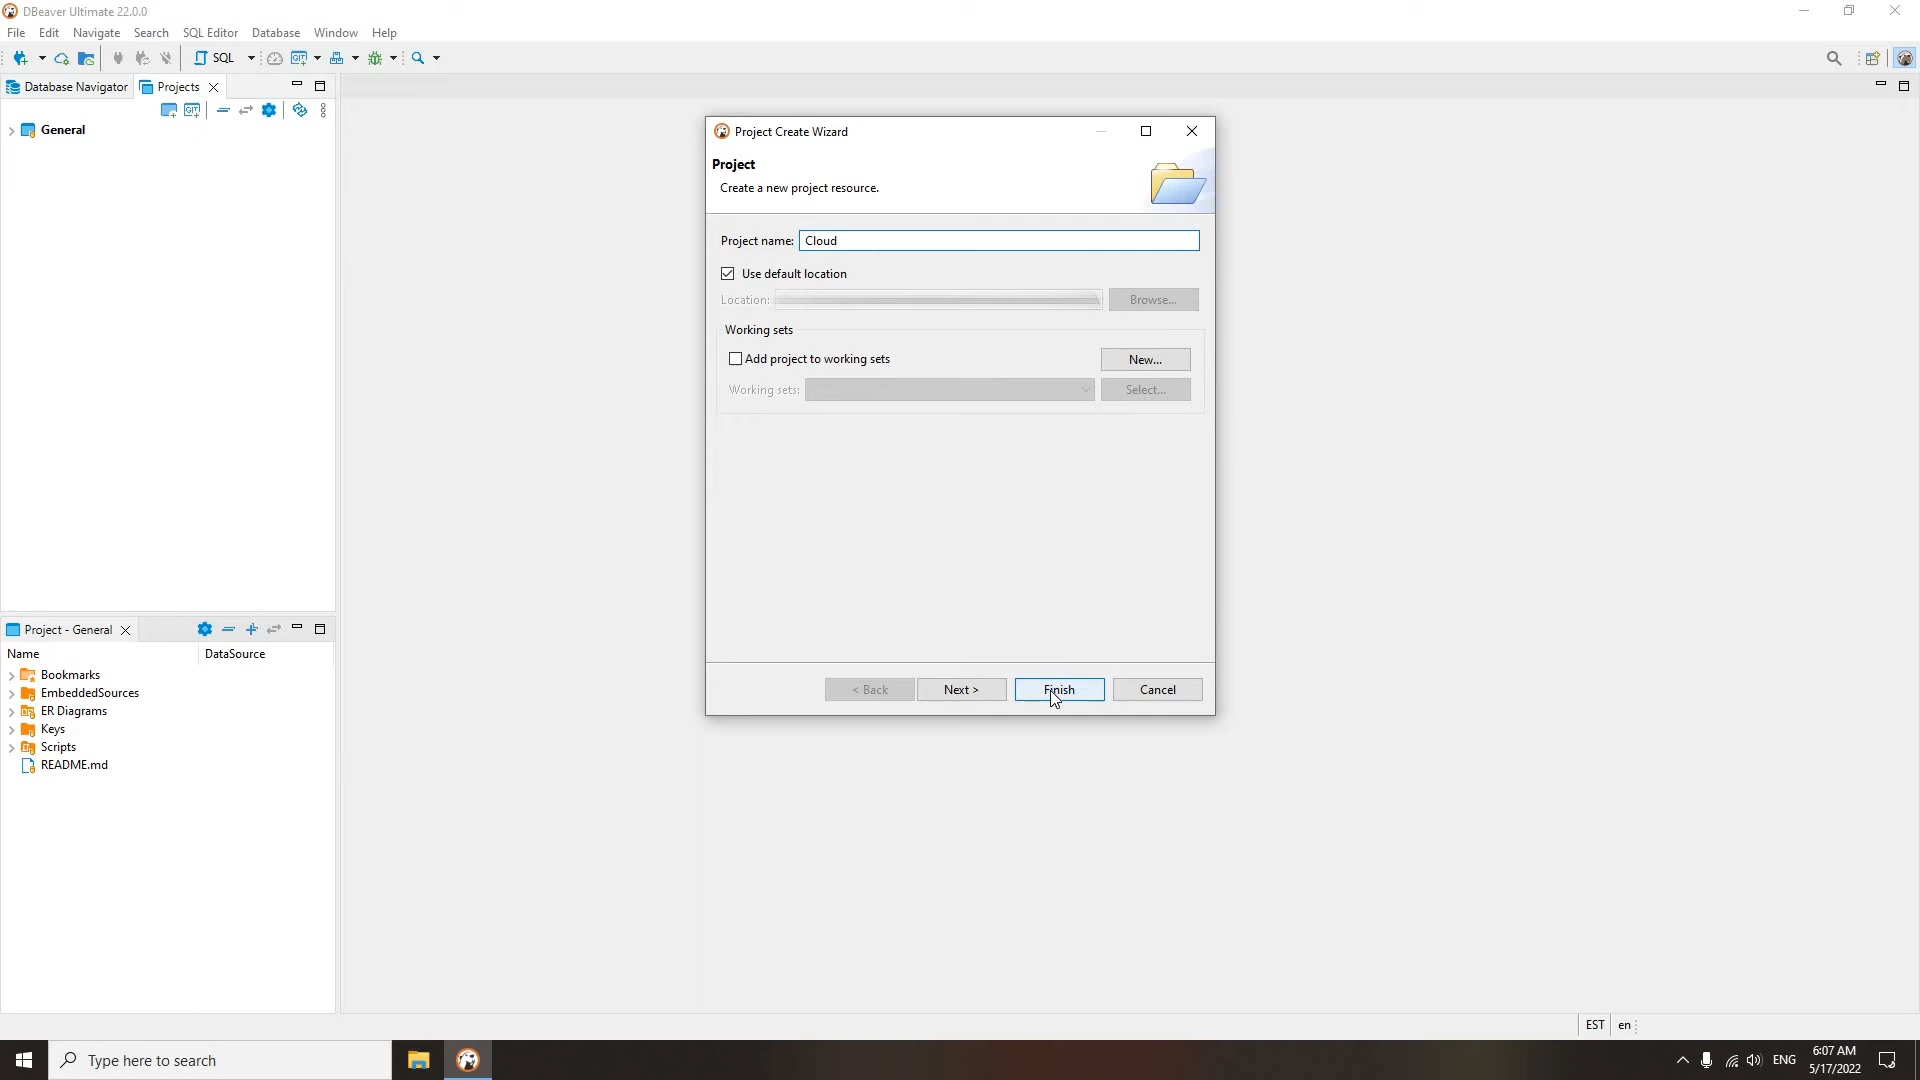 DBeaver Ultimate 22.0.0
File Edit Navigate Search SQL Editor Database Window Help
SQL
GIT
Database Navigator
Projects
GIT
General
Project Create Wizard
Project
Create a new project resource.
Project name: Cloud
Use default location
Location:
Browse...
Working sets
Add project to working sets
New...
Working sets:
Select...
< Back
Next >
Finish
Cancel
Project - General
Name DataSource
Bookmarks
EmbeddedSources
ER Diagrams
Keys
Scripts
README.md
EST en
Type here to search
ENG
6:07 AM
5/17/2022